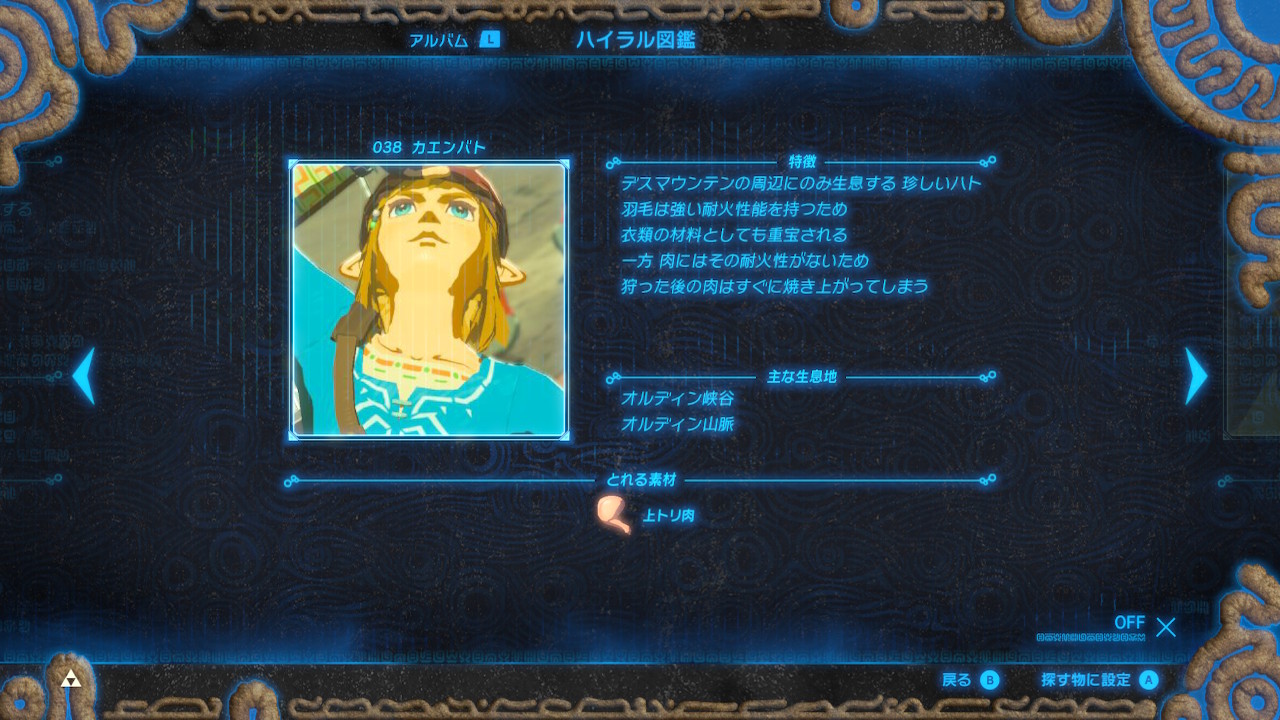 アルバム L
ハイラル図鑑
038 カエンバト
特徴
デスマウンテンの周辺にのみ生息する 珍しいハト
羽毛は強い耐火性能を持つため
衣類の材料としても重宝される
一方 肉にはその耐火性がないため
狩った後の肉はすぐに焼き上がってしまう
主な生息地
オルディン峡谷
オルディン山脈
とれる素材
上トリ肉
OFF
戻る B
探す物に設定 A